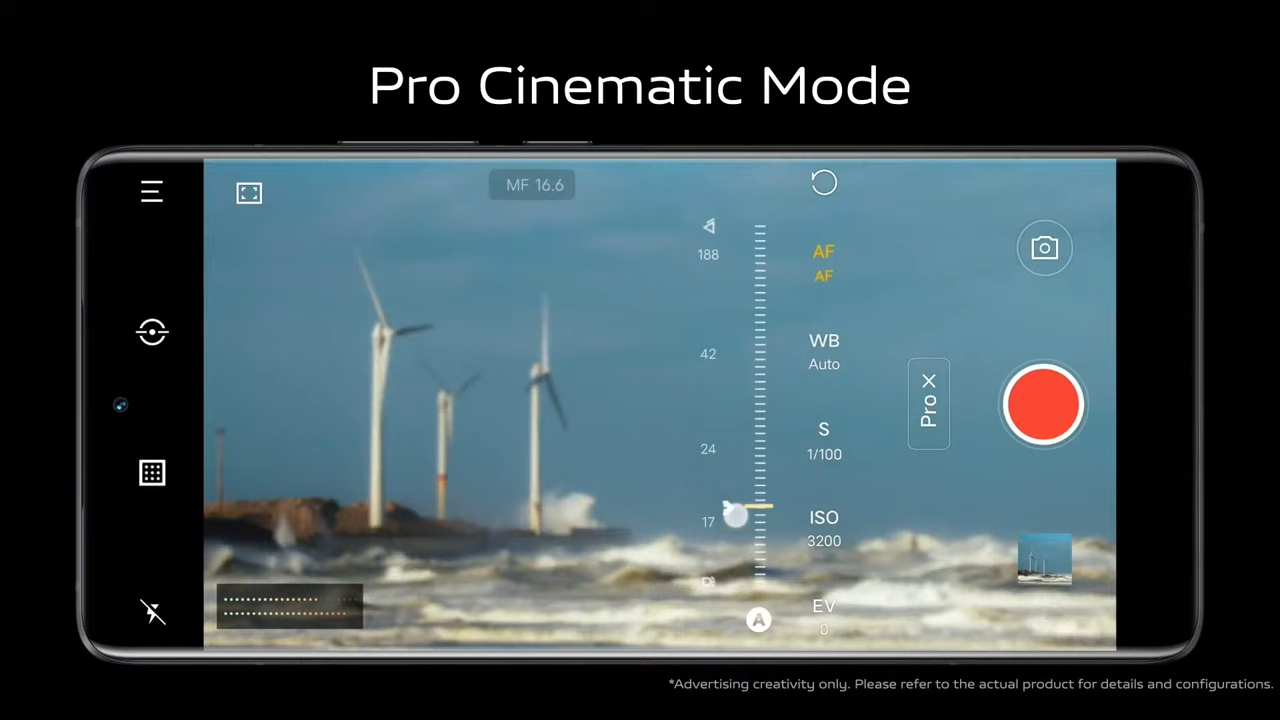 Pro Cinematic Mode
MF 16.6
188
42
24
17
A
AF
AF
WB
Auto
S
1/100
ISO
3200
EV
0
Pro X
*Advertising creativity only. Please refer to the actual product for details and configurations.